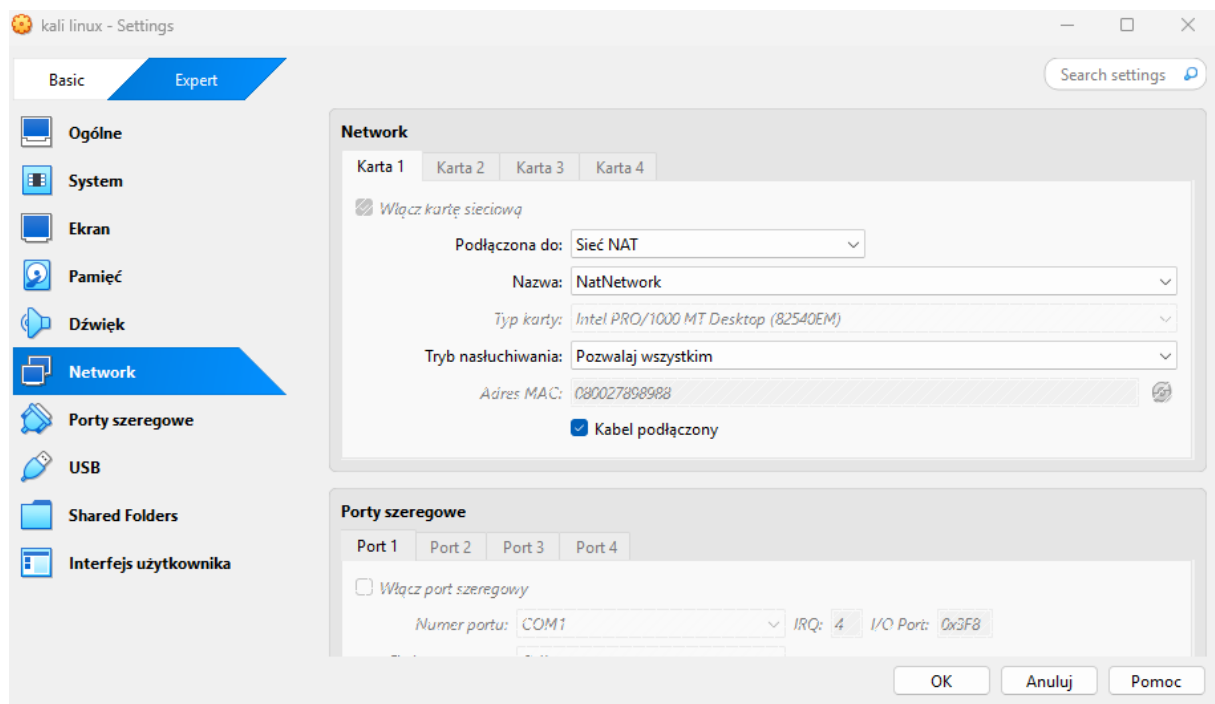 kali linux - Settings
Basic
Expert
Search settings
Ogólne
System
Ekran
Pamięć
Dźwięk
Network
Porty szeregowe
USB
Shared Folders
Interfejs użytkownika
Network
Karta 1 Karta 2 Karta 3 Karta 4
Włącz kartę sieciową
Podłączona do: Sieć NAT
Nazwa: NatNetwork
Typ karty: Intel PRO/1000 MT Desktop (82540EM)
Tryb nasłuchiwania: Pozwalaj wszystkim
Adres MAC: 080027898988
Kabel podłączony
Porty szeregowe
Port 1 Port 2 Port 3 Port 4
Włącz port szeregowy
Numer portu: COM1 IRQ: 4 I/O Port: 0x3F8
OK Anuluj Pomoc